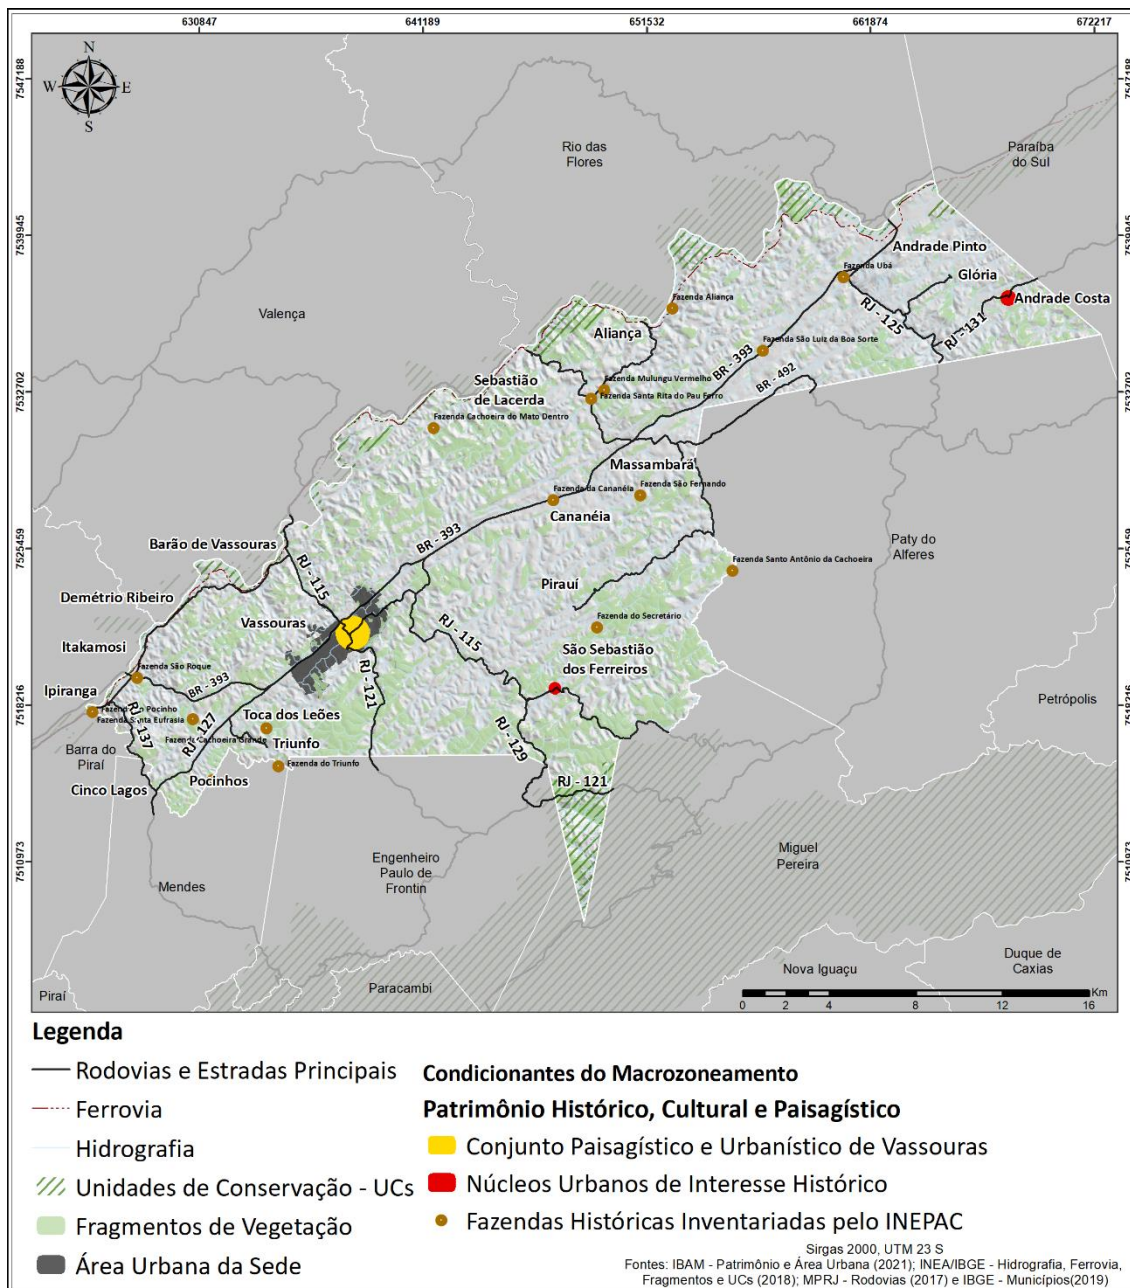 630847
641189
651532
661874
672217
N
W
E
S
7547188
7547188
Rio das
Flores
Paraíba
do Sul
7539945
7539945
Andrade Pinto
Fazenda Ubá
Glória
Andrade Costa
Fazenda Aliança
RJ - 125
RJ - 131
Valença
Aliança
Fazenda São Luiz da Boa Sorte
BR - 393
BR - 492
Sebastião
de Lacerda
Fazenda Mulungu Vermelho
Fazenda Santa Rita do Pau Ferro
7532702
7532702
Fazenda Cachoeira do Mato Dentro
Massambará
Fazenda da Cananéia
Fazenda São Fernando
Cananéia
BR - 393
Barão de Vassouras
7525459
7525459
Paty do
Alferes
Fazenda Santo Antônio da Cachoeira
RJ - 115
Piraúí
Demétrio Ribeiro
Vassouras
Fazenda do Secretário
RJ - 115
Itakamosi
São Sebastião
dos Ferreiros
Fazenda São Roque
BR - 393
RJ - 121
Ipiranga
Petrópolis
7518216
7518216
Fazenda Santa Eufrasia
RJ - 137
RJ - 127
Toca dos Leões
Fazenda Cachoeira Grande
Triunfo
RJ - 129
Barra do
Piraí
Fazenda do Triunfo
Pocinhos
Cinco Lagos
RJ - 121
7510973
7510973
Engenheiro
Paulo de
Frontin
Miguel
Pereira
Mendes
Duque de
Caxias
Nova Iguaçu
Piraí
Paracambi
Km
0 2 4 8 12 16
Legenda
Rodovias e Estradas Principais
Ferrovia
Hidrografia
Unidades de Conservação - UCs
Fragmentos de Vegetação
Área Urbana da Sede
Condicionantes do Macrozoneamento
Patrimônio Histórico, Cultural e Paisagístico
Conjunto Paisagístico e Urbanístico de Vassouras
Núcleos Urbanos de Interesse Histórico
Fazendas Históricas Inventariadas pelo INEPAC
Sirgas 2000, UTM 23 S
Fontes: IBAM - Patrimônio e Área Urbana (2021); INEA/IBGE - Hidrografia, Ferrovia,
Fragmentos e UCs (2018); MPRJ - Rodovias (2017) e IBGE - Municípios(2019)